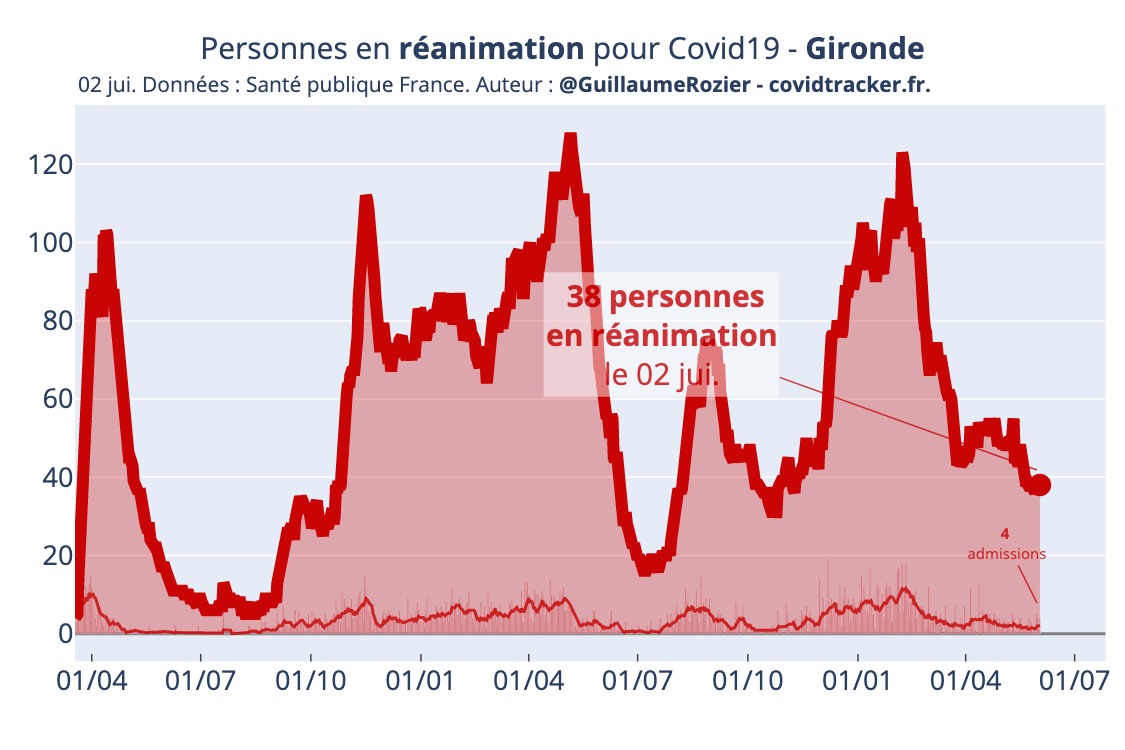 Personnes en réanimation pour Covid19 - Gironde
02 jui. Données : Santé publique France. Auteur : @GuillaumeRozier - covidtracker.fr.
120
100
80
60
40
20
0
38 personnes
en réanimation
le 02 jui.
4
admissions
01/04 01/07 01/10 01/01 01/04 01/07 01/10 01/01 01/04 01/07